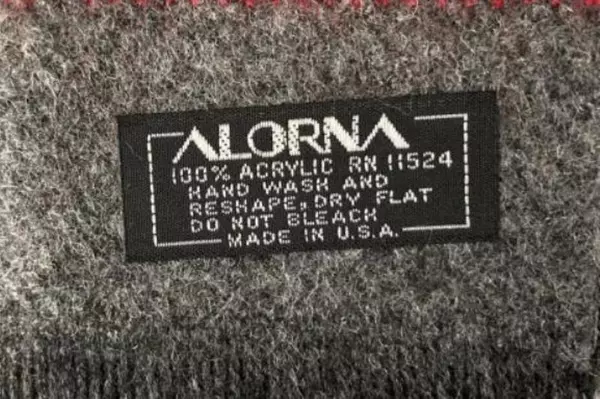 ALORNA
100% ACRYLIC RN 11524
HAND WASH AND
RESHAPE, DRY FLAT
DO NOT BLEACH
MADE IN U.S.A.